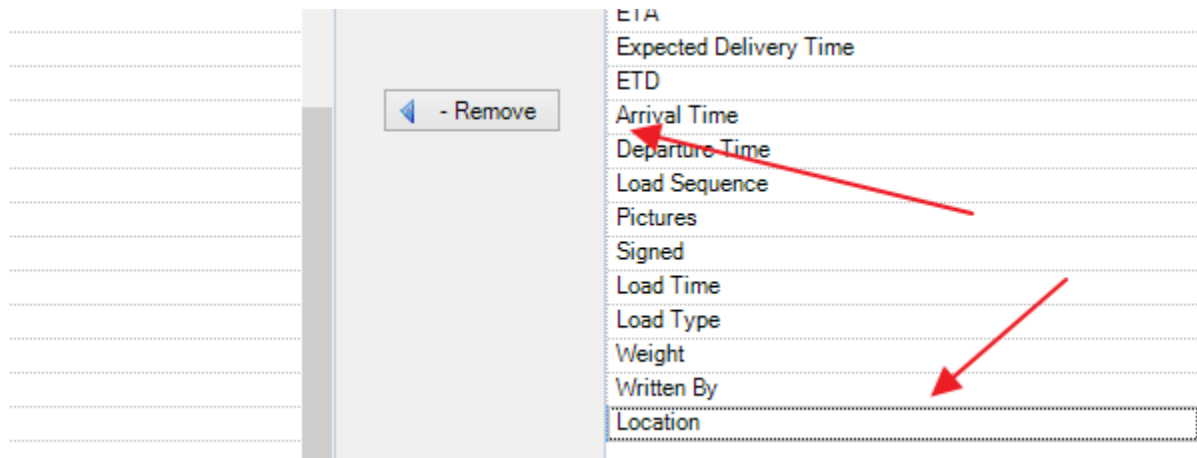 ETA
Expected Delivery Time
ETD
- Remove
Arrival Time
Departure Time
Load Sequence
Pictures
Signed
Load Time
Load Type
Weight
Written By
Location